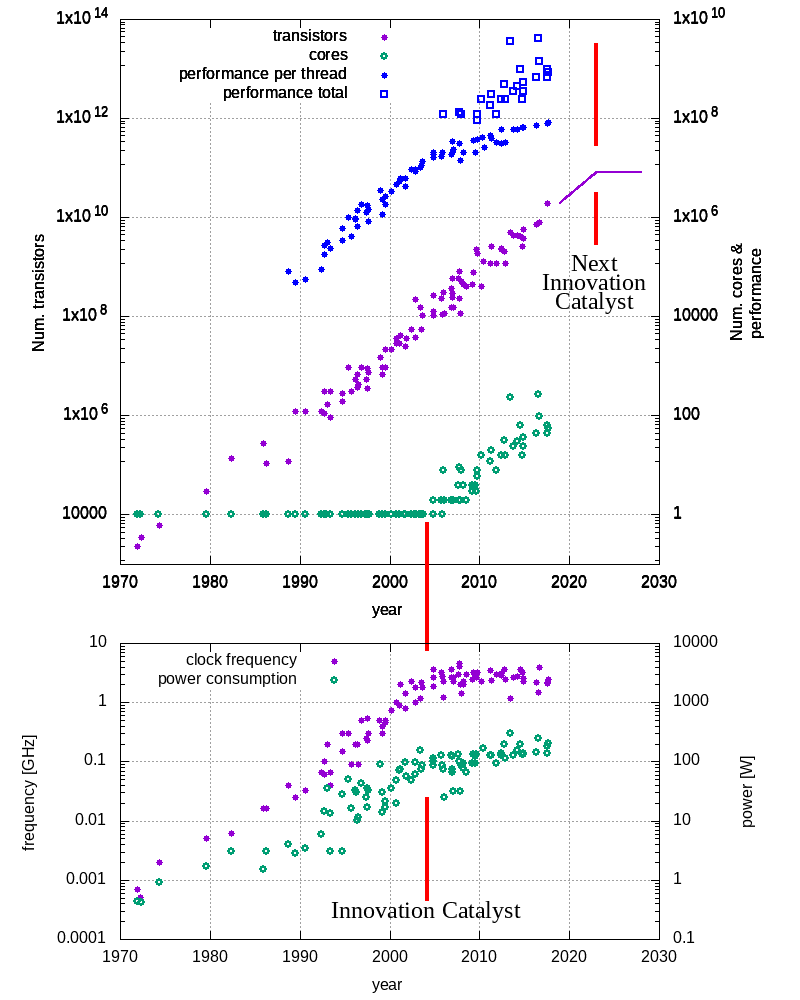 1x10 14
1x10 12
1x10 10
1x10 8
1x10 6
10000
1x10 10
1x10 8
1x10 6
10000
100
1
transistors
cores
performance per thread
performance total
Num. transistors
Num. cores &
performance
Next
Innovation
Catalyst
1970 1980 1990 2000 2010 2020 2030
year
10
1
0.1
0.01
0.001
0.0001
10000
1000
100
10
1
0.1
clock frequency
power consumption
frequency [GHz]
power [W]
Innovation Catalyst
1970 1980 1990 2000 2010 2020 2030
year